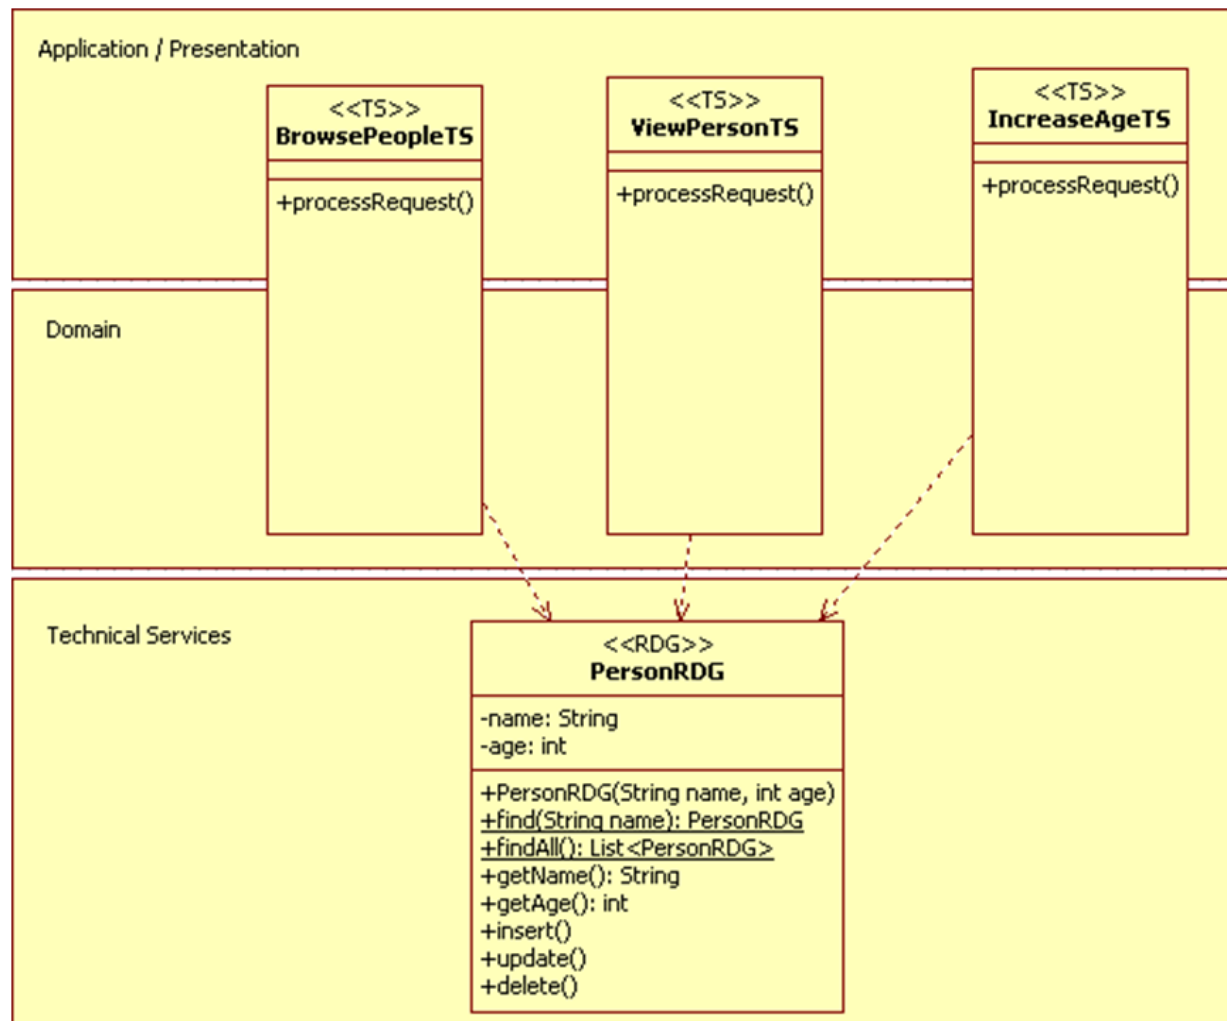 Application / Presentation
<<TS>>
BrowsePeopleTS
+processRequest()
<<TS>>
ViewPersonTS
+processRequest()
<<TS>>
IncreaseAgeTS
+processRequest()
Domain
Technical Services
<<RDG>>
PersonRDG
-name: String
-age: int
+PersonRDG(String name, int age)
+find(String name): PersonRDG
+findAll(): List<PersonRDG>
+getName(): String
+getAge(): int
+insert()
+update()
+delete()